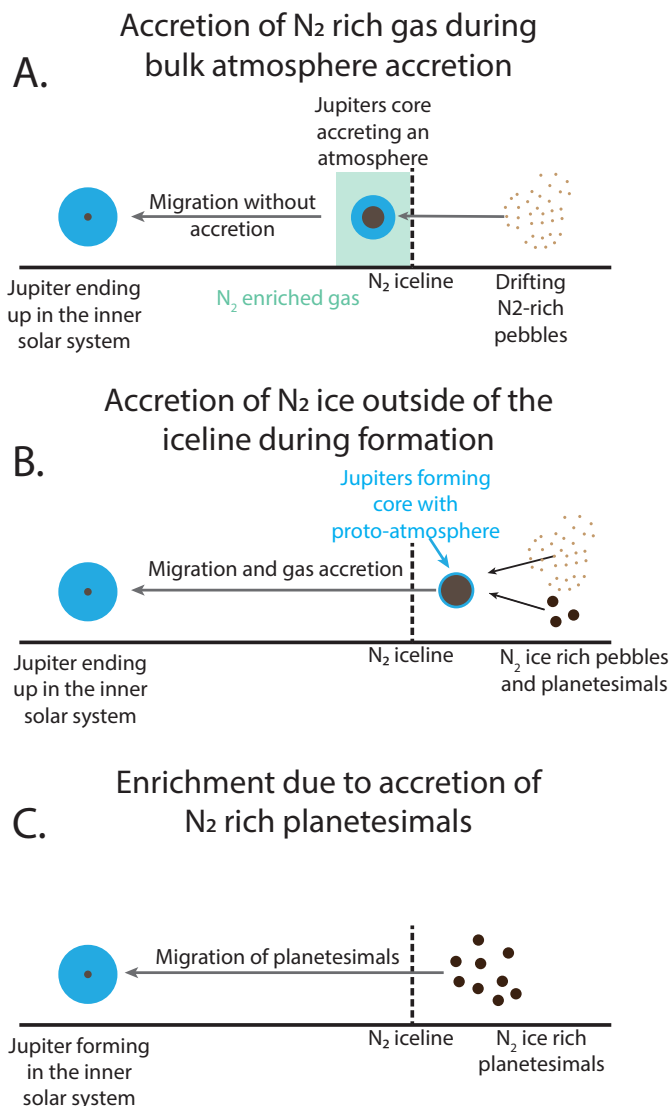 Accretion of N₂ rich gas during
bulk atmosphere accretion
A.
Jupiters core
accreting an
atmosphere
Migration without
accretion
N₂ iceline
Jupiter ending
up in the inner
solar system
N₂ enriched gas
Drifting
N2-rich
pebbles
Accretion of N₂ ice outside of the
iceline during formation
B.
Jupiters forming
core with
proto-atmosphere
Migration and gas accretion
Jupiter ending
up in the inner
solar system
N₂ iceline
N₂ ice rich pebbles
and planetesimals
Enrichment due to accretion of
N₂ rich planetesimals
C.
Migration of planetesimals
Jupiter forming
in the inner
solar system
N₂ iceline
N₂ ice rich
planetesimals